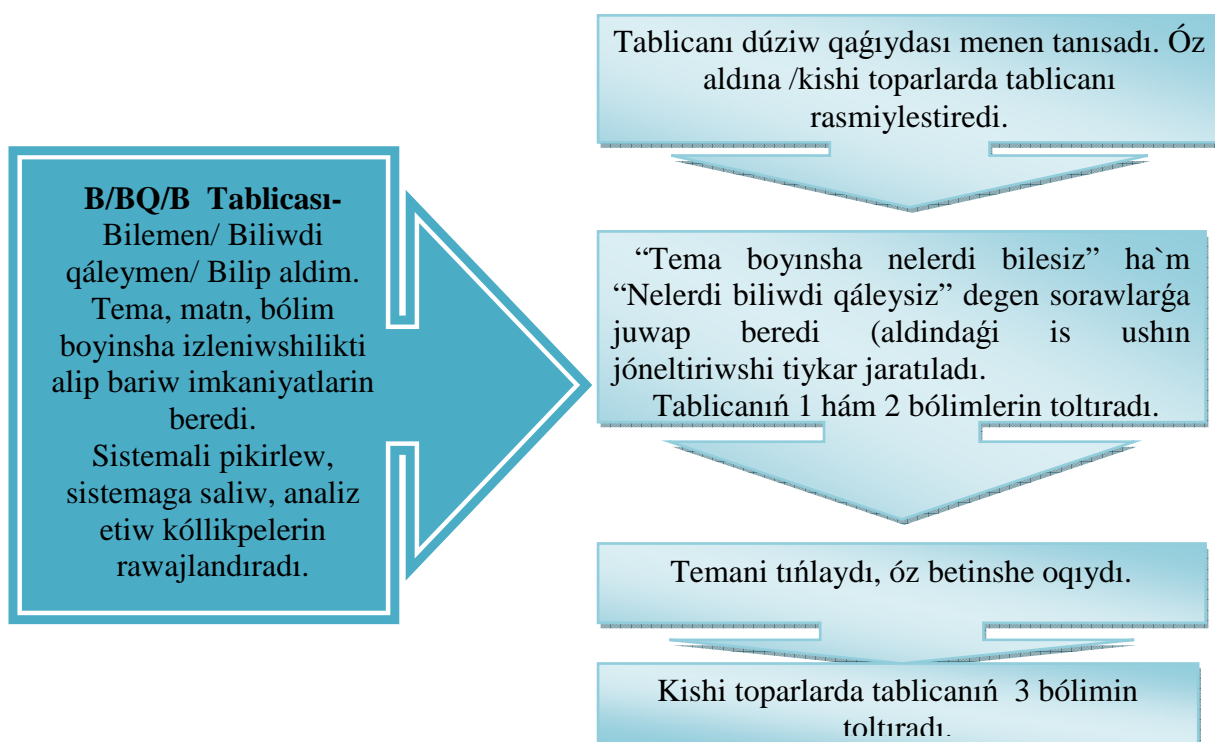 B/BQ/B Tablicası-
Bilemen/ Biliwdi
qáleymen/ Bilip aldim.
Tema, matn, bólim
boyinsha izleniwshilikti
alip bariw imkaniyatlarin
beredi.
Sistemali pikirlew,
sistemaga saliw, analiz
etiw kóllikpelerin
rawajlandıradı.
Tablicanı dúziw qaǵıydası menen tanısadı. Óz
aldına /kishi toparlarda tablicanı
rasmiylestiredi.
“Tema boyınsha nelerdi bilesiz” ha`m
“Nelerdi biliwdi qáleysiz” degen sorawlarǵa
juwap beredi (aldindaǵi is ushın
jóneltiriwshi tiykar jaratıladı.
Tablicanıń 1 hám 2 bólimlerin toltıradı.
Temani tıńlaydı, óz betinshe oqıydı.
Kishi toparlarda tablicanıń 3 bólimin
toltıradı.